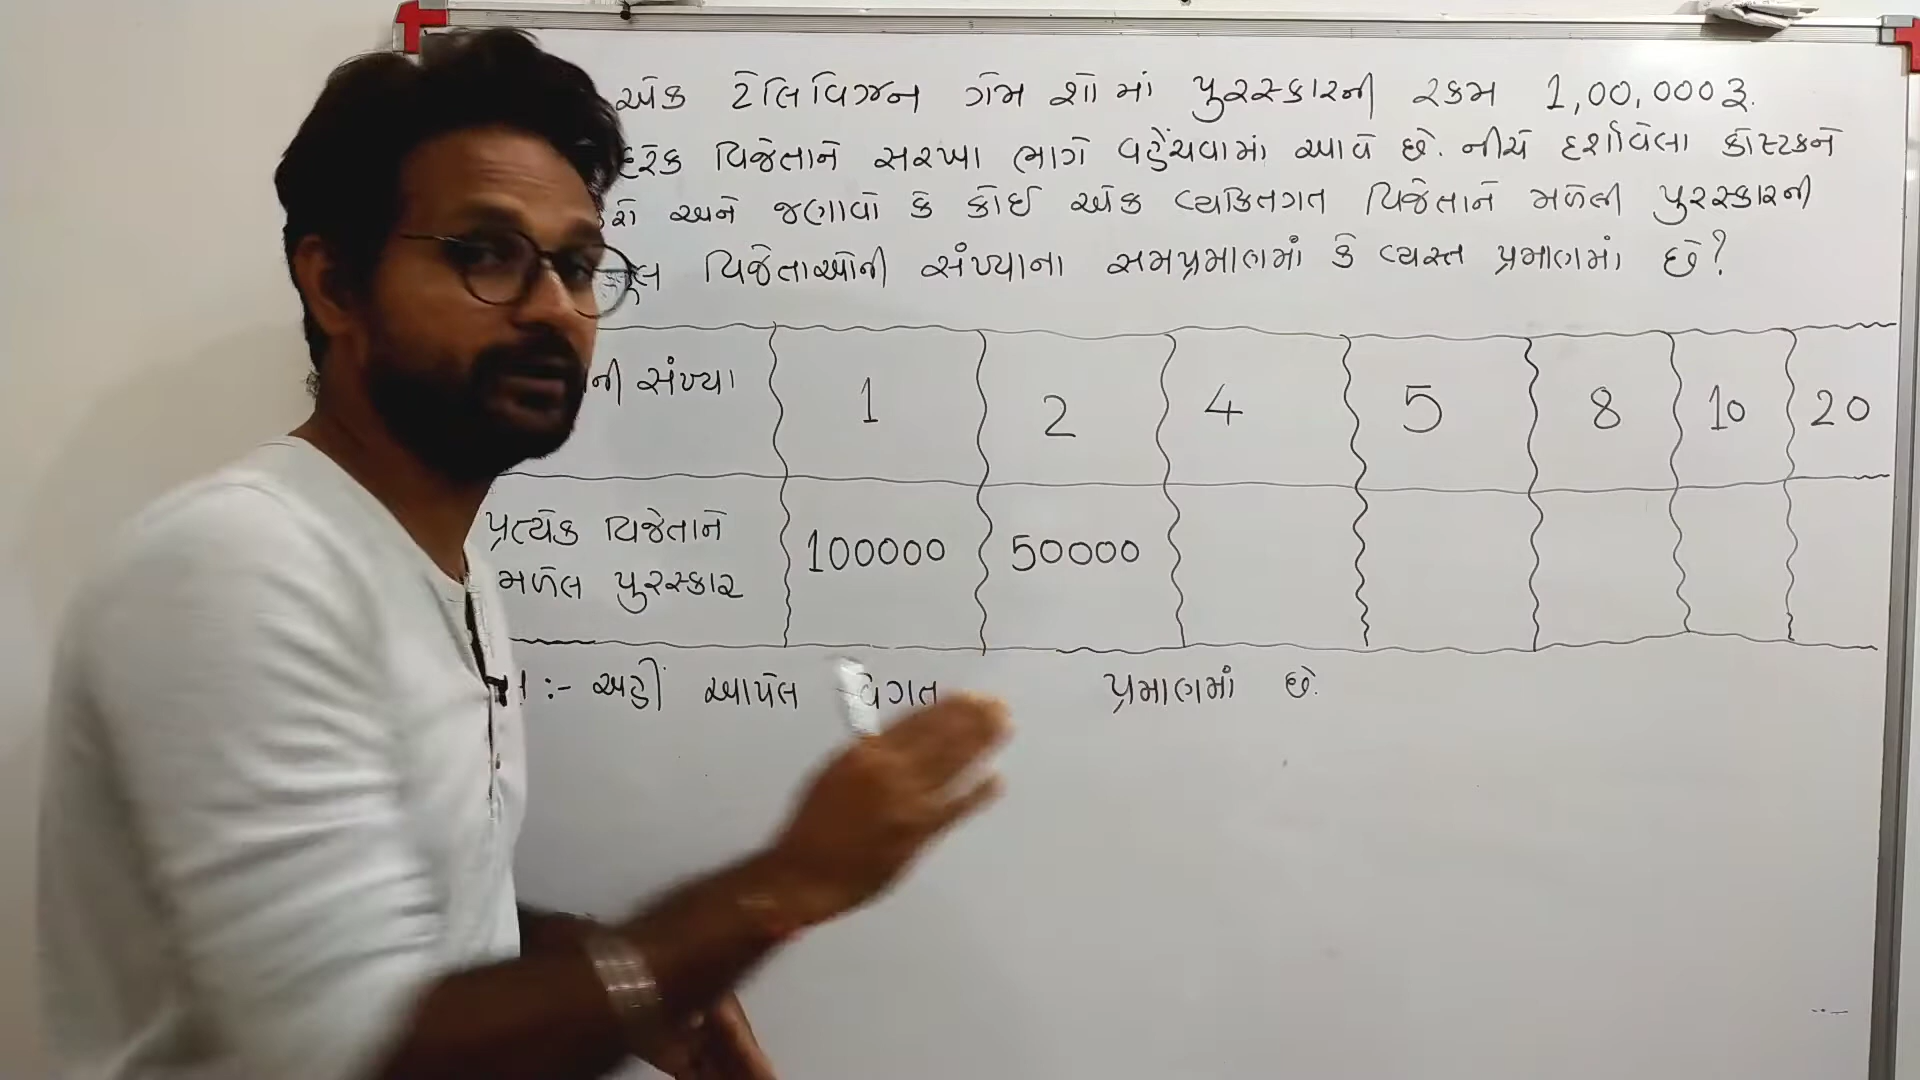 એક ટેલિવિઝન ગેમ શો માં પુરસ્કારની રકમ 1,00,000 રૂ.
દરેક વિજેતાને સરખા ભાગે વહેંચવામાં આવે છે. નીચે દર્શાવેલા કોસ્ટકને
અને જણાવો કે કોઈ એક વ્યક્તિગત વિજેતાને મળેલી પુરસ્કારની
વિજેતાઓની સંખ્યાના સમપ્રમાણમાં કે વ્યસ્ત પ્રમાણમાં છે?
ની સંખ્યા 1 2 4 5 8 10 20
પ્રત્યેક વિજેતાને
મળેલ પુરસ્કાર 100000 50000
:- અહીં આપેલ વિગત પ્રમાણમાં છે.